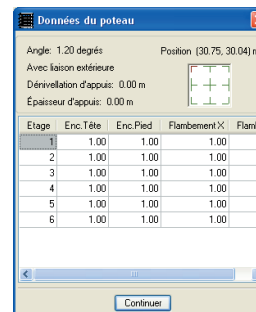 Données du poteau
Angle: 1.20 degrés Position (30.75, 30.04) m
Avec liaison extérieure
Dénivellation d'appuis: 0.00 m
Épaisseur d'appuis: 0.00 m
Etage Enc.Tête Enc.Pied Flambement X Flamb
1 1.00 1.00 1.00
2 1.00 1.00 1.00
3 1.00 1.00 1.00
4 1.00 1.00 1.00
5 1.00 1.00 1.00
6 1.00 1.00 1.00
Continuer